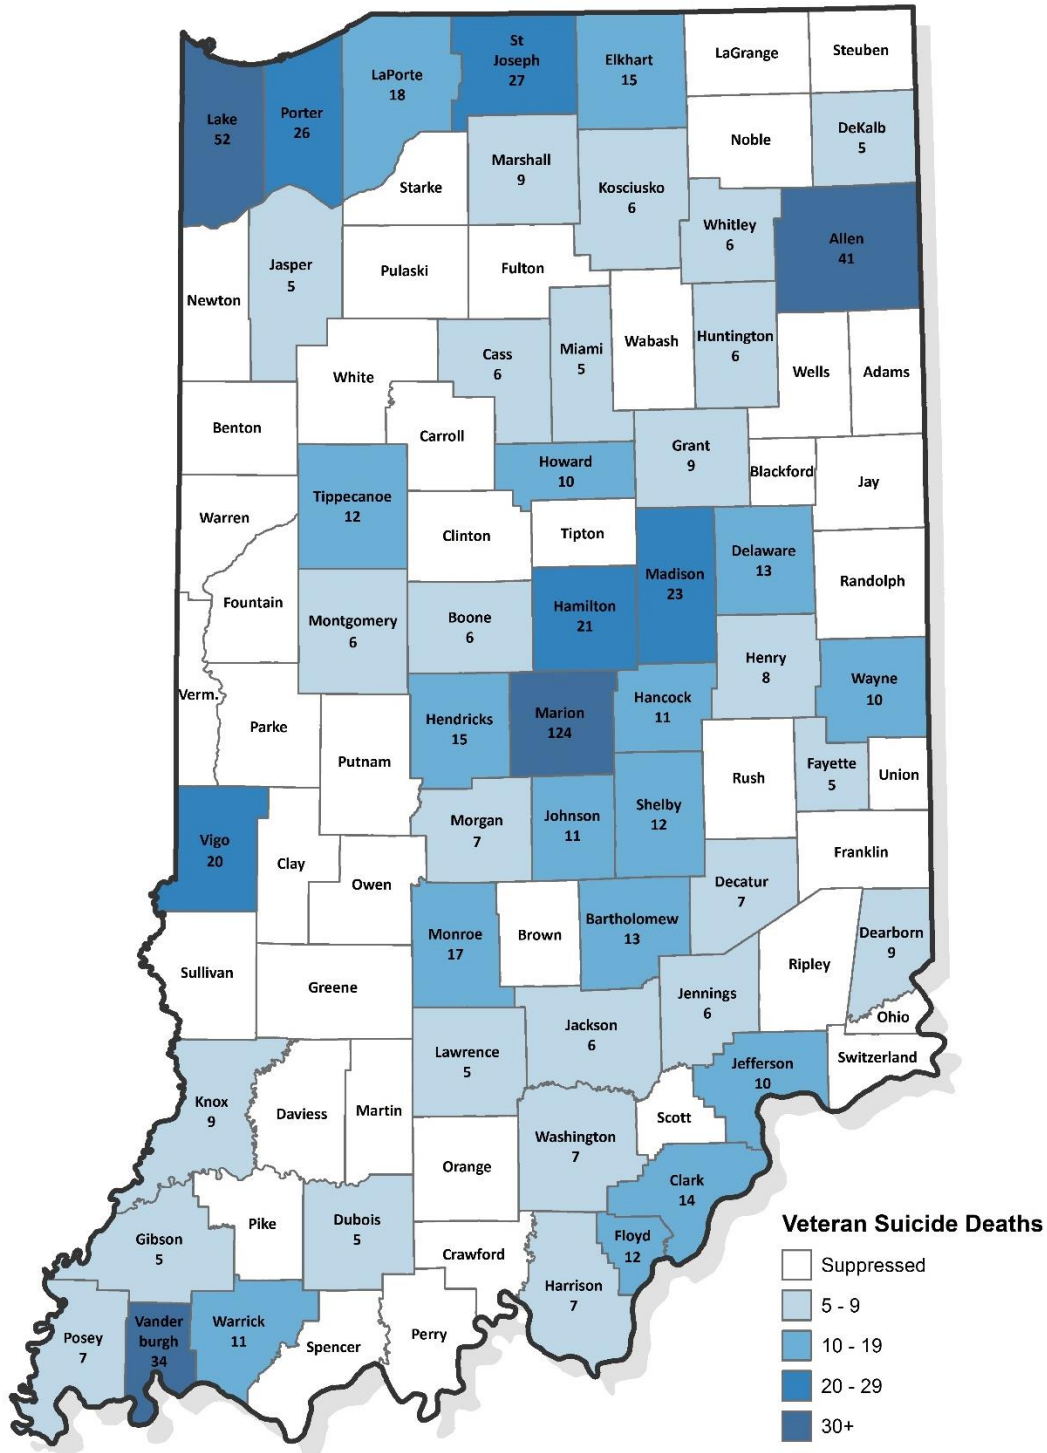 St
Joseph
27
Elkhart
15
LaGrange
Steuben
LaPorte
18
Lake
52
Porter
26
Noble
DeKalb
5
Marshall
9
Starke
Kosciusko
6
Whitley
6
Allen
41
Jasper
5
Pulaski
Fulton
Newton
Wabash
Huntington
6
Miami
5
Cass
6
White
Wells
Adams
Benton
Carroll
Grant
9
Howard
10
Blackford
Jay
Tippecanoe
12
Warren
Clinton
Tipton
Delaware
13
Madison
23
Randolph
Fountain
Hamilton
21
Montgomery
6
Boone
6
Henry
8
Wayne
10
Verm.
Parke
Hendricks
15
Marion
124
Hancock
11
Putnam
Rush
Fayette
5
Union
Shelby
12
Morgan
7
Johnson
11
Vigo
20
Clay
Owen
Franklin
Decatur
7
Monroe
17
Brown
Bartholomew
13
Dearborn
9
Sullivan
Greene
Ripley
Jennings
6
Ohio
Jackson
6
Lawrence
5
Switzerland
Jefferson
10
Knox
9
Daviess
Martin
Scott
Washington
7
Orange
Clark
14
Pike
Dubois
5
Gibson
5
Floyd
12
Crawford
Harrison
7
Vander
burgh
34
Warrick
11
Posey
7
Spencer
Perry
Veteran Suicide Deaths
Suppressed
5 - 9
10 - 19
20 - 29
30+